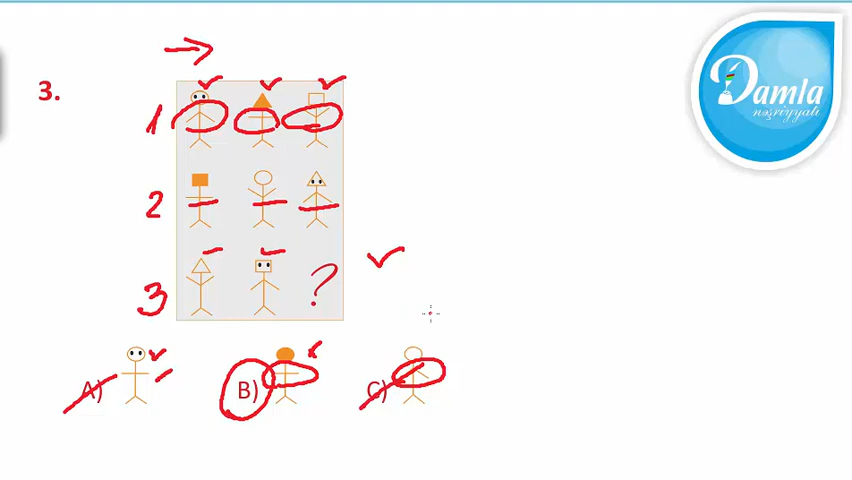 3.
Damla
nəşriyyatı
1
2
3
?
A)
B)
C)